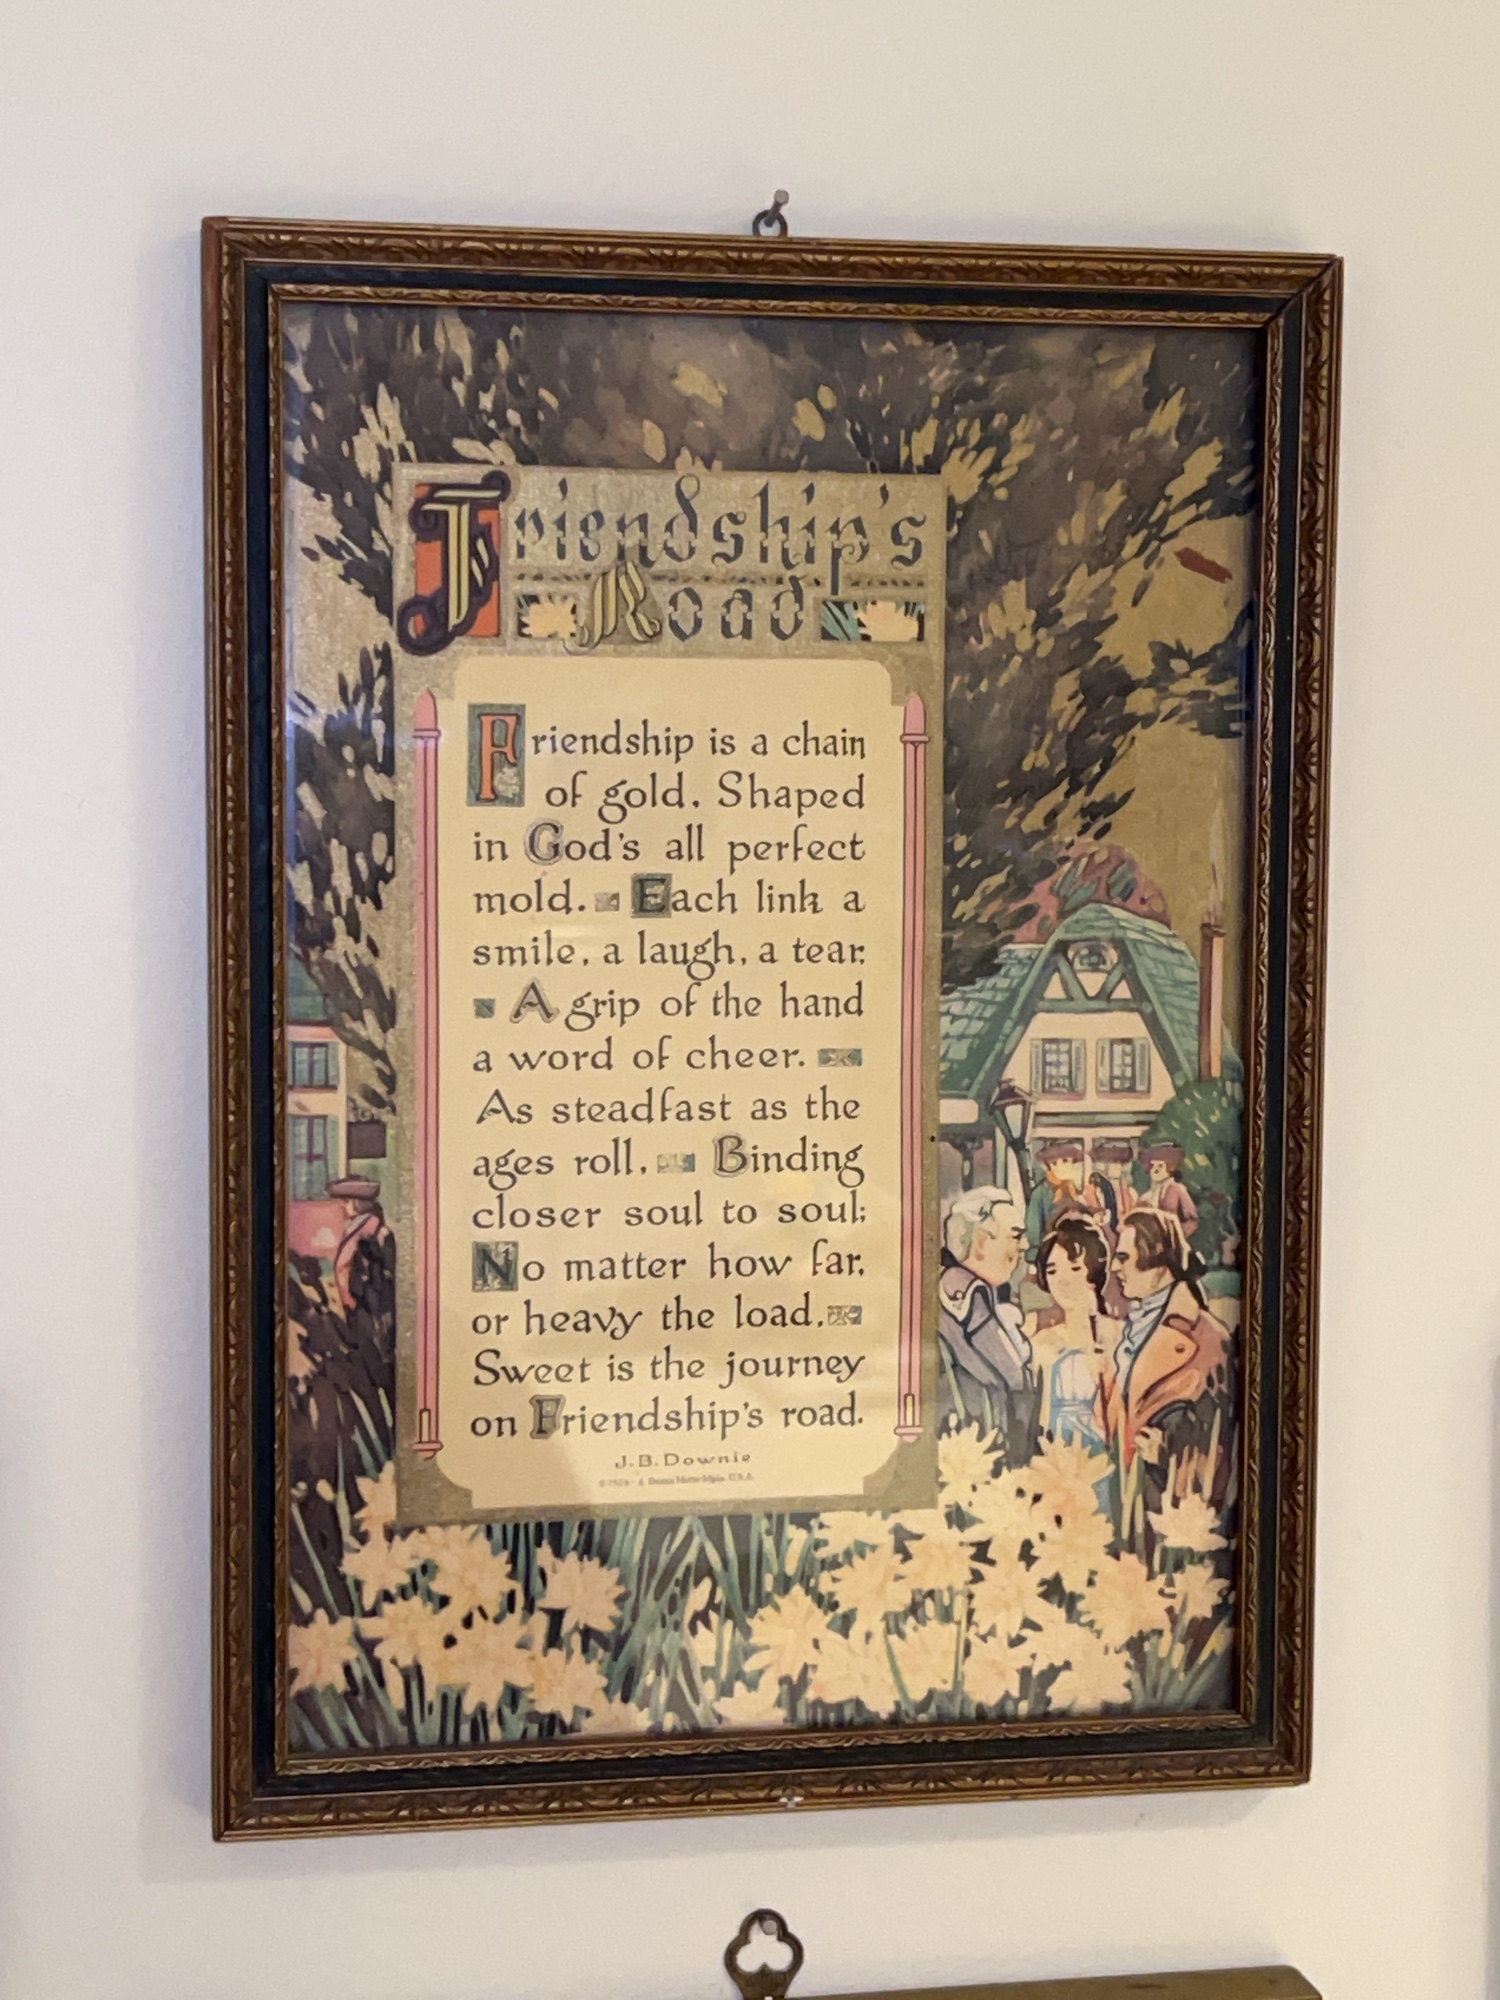 Friendship's
Road
Friendship is a chain
of gold. Shaped
in God's all perfect
mold. Each link a
smile, a laugh, a tear,
A grip of the hand
a word of cheer.
As steadfast as the
ages roll. Binding
closer soul to soul;
No matter how far,
or heavy the load.
Sweet is the journey
on Friendship's road.
J.B. Downie
U.S.A.